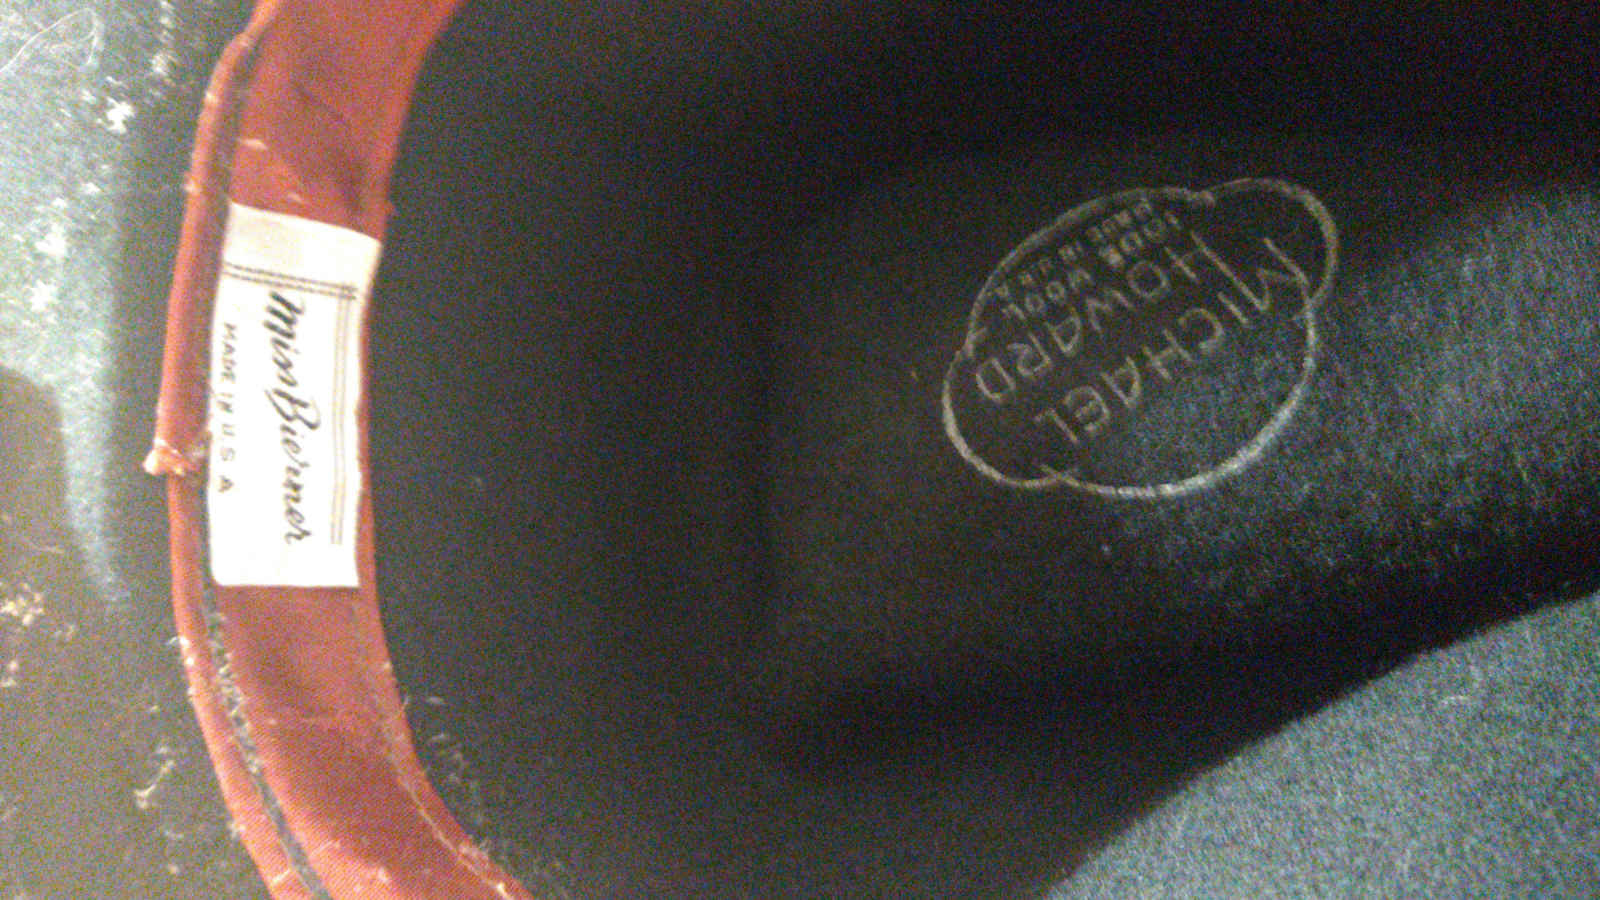 Miss Bierner
MADE IN U.S.A
MICHAEL
HOWARD
100% WOOL
MADE IN U.S.A.